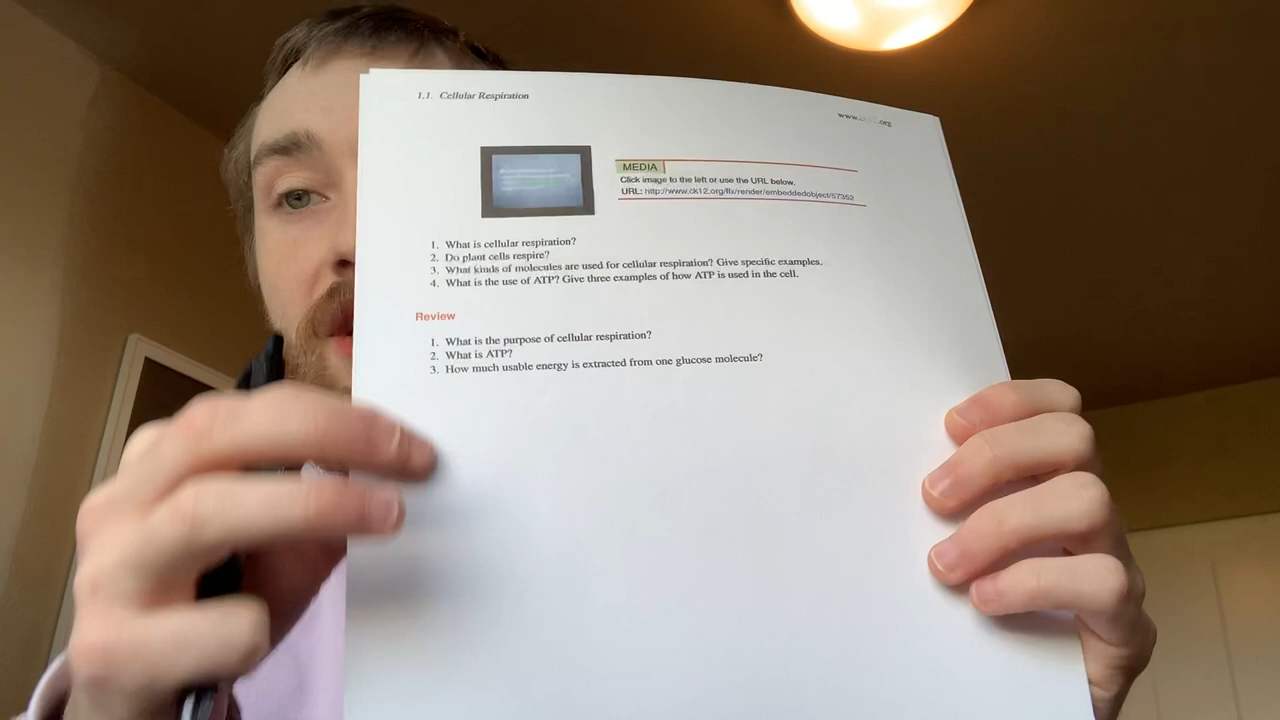 1.1. Cellular Respiration
www. .org
MEDIA
Click image to the left or use the URL below.
URL: http://www.ck12.org/flx/render/embeddedobject/57362
1. What is cellular respiration?
2. Do plant cells respire?
3. What kinds of molecules are used for cellular respiration? Give specific examples.
4. What is the use of ATP? Give three examples of how ATP is used in the cell.
Review
1. What is the purpose of cellular respiration?
2. What is ATP?
3. How much usable energy is extracted from one glucose molecule?